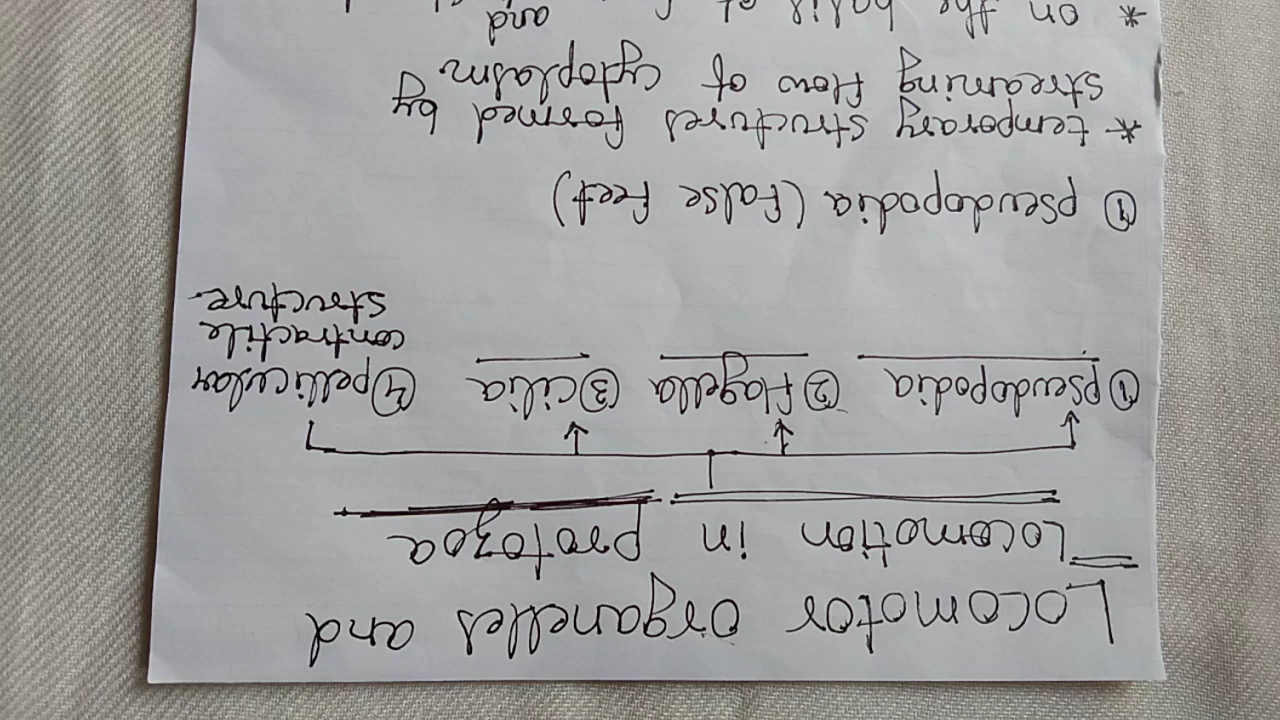 Locomotor organelles and
Locomotion in protozoa
① pseudopodia ② Flagella ③ cilia ④ pellicular
contractile
structure.
① pseudopodia (False feet)
* temporary structures formed by
streaming flow of cytoplasm
* on the basis of and